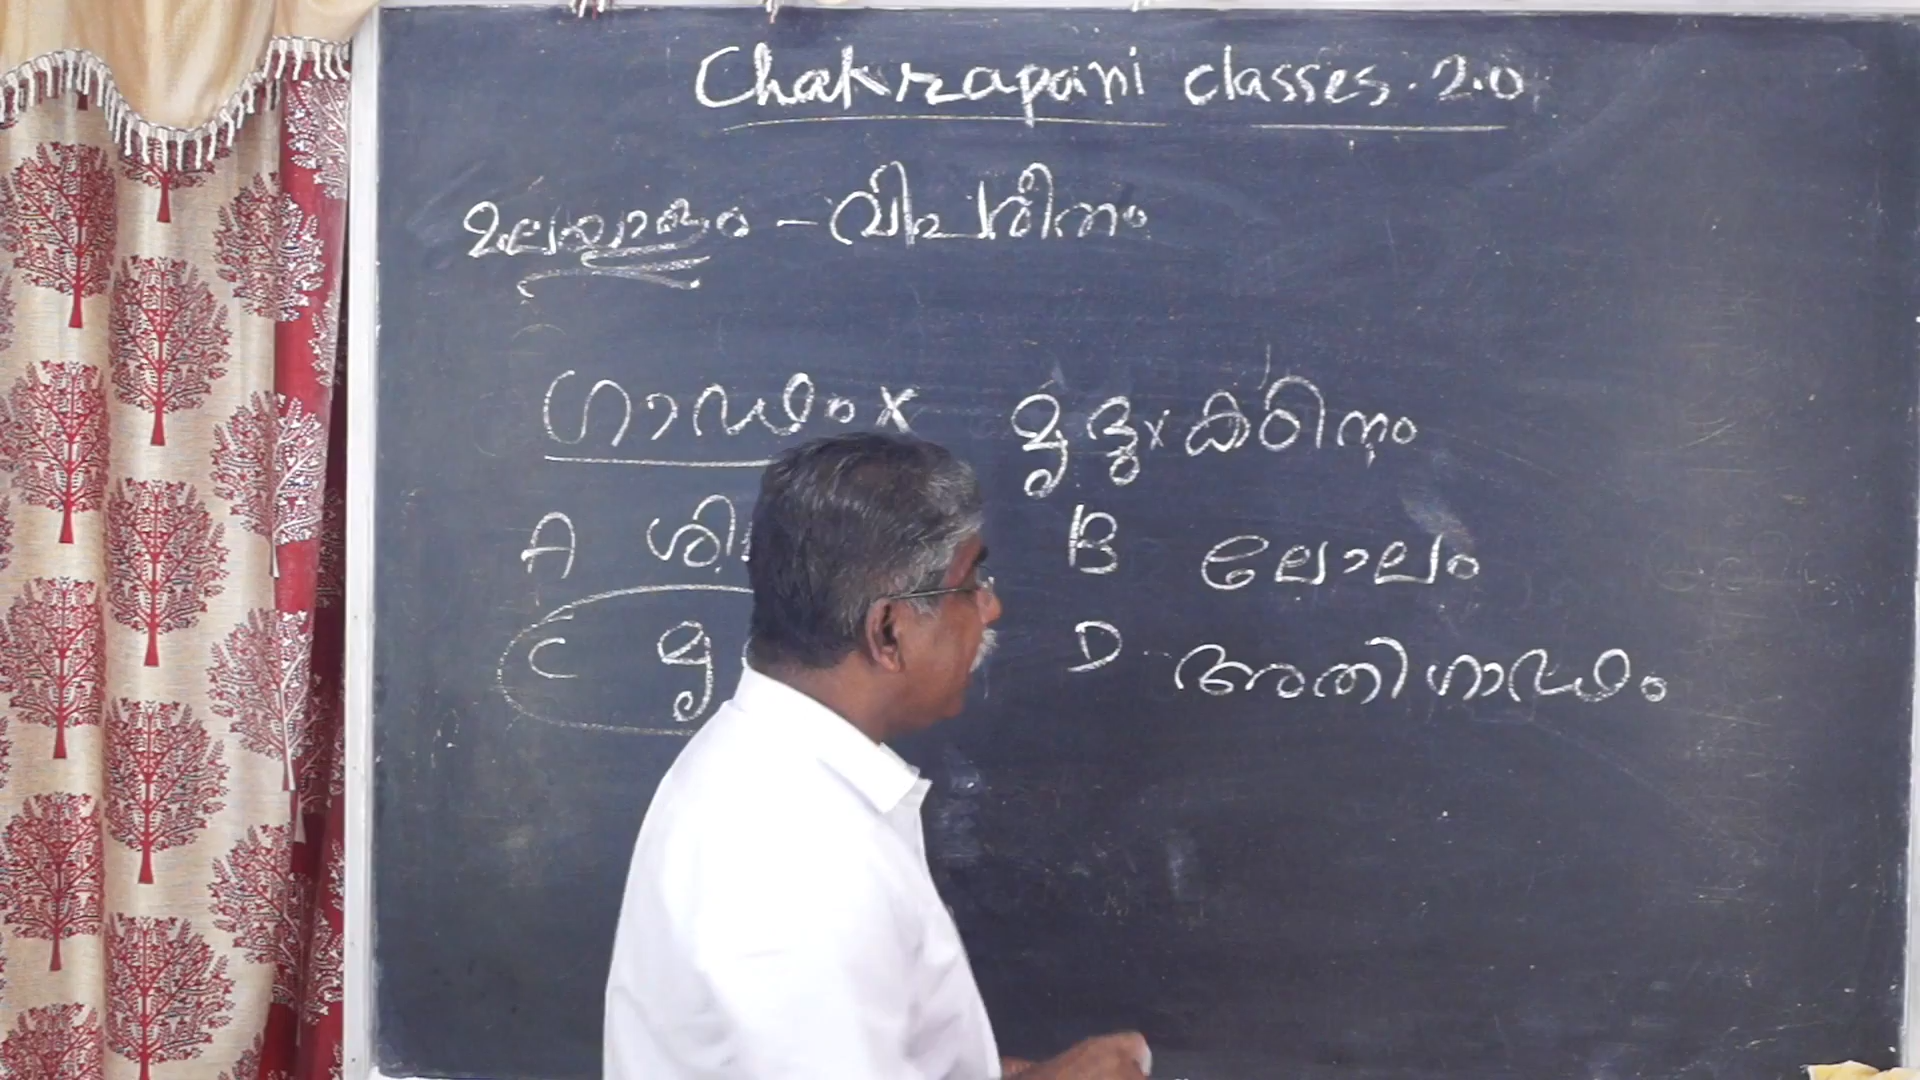 Chakrapani classes. 2.0
മലയാളം - വിപരീതം
ഗാഢം x മൃദു x കഠിനം
A ശി B ലോലം
C മൃ D അതിഗാഢം